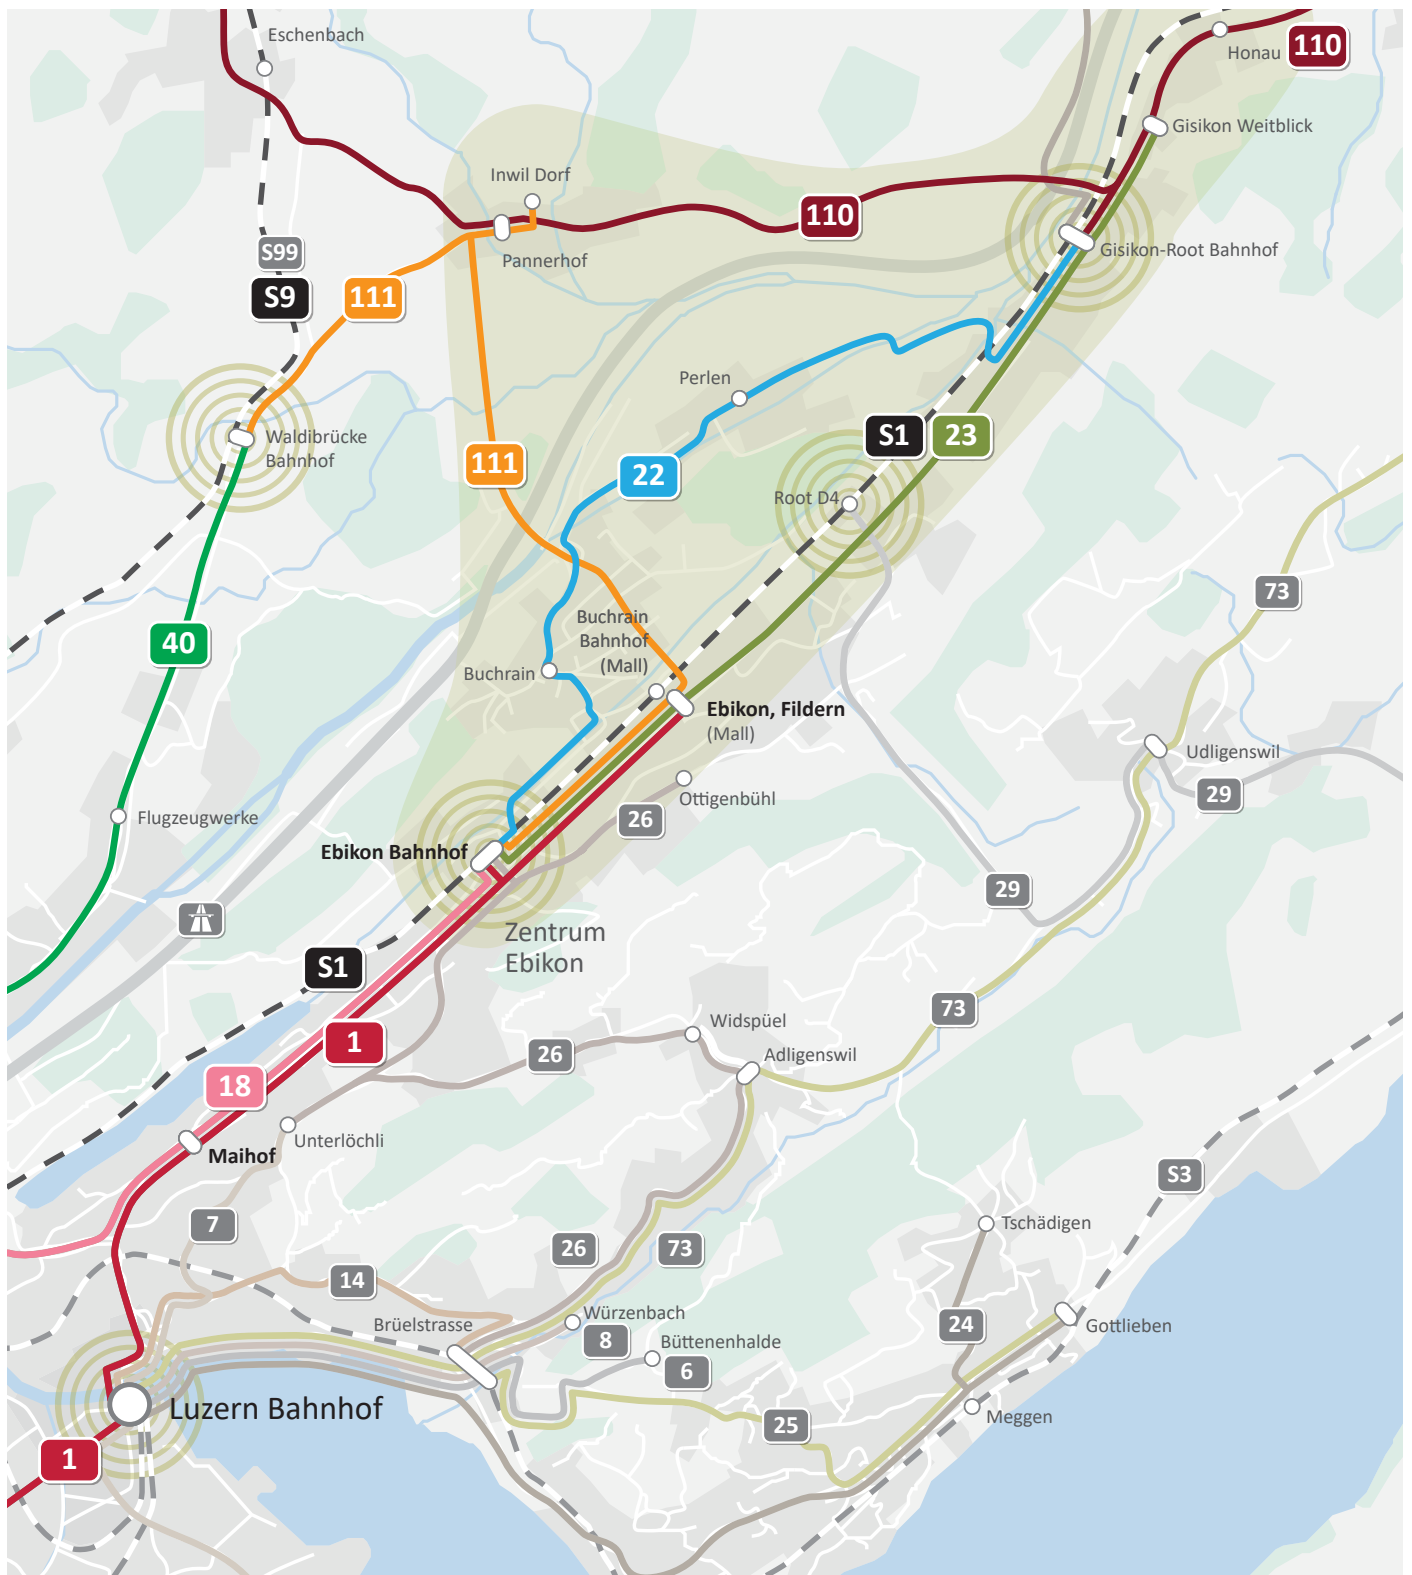 Eschenbach
Honau
110
Gisikon Weitblick
Inwil Dorf
110
Pannerhof
Gisikon-Root Bahnhof
S99
S9
111
Perlen
Waldibrücke
Bahnhof
S1
23
111
22
Root D4
73
40
Buchrain
Bahnhof
(Mall)
Buchrain
Ebikon, Fildern
(Mall)
Udligenswil
29
Ottigenbühl
Flugzeugwerke
26
Ebikon Bahnhof
29
Zentrum
Ebikon
S1
73
Widspüel
1
26
Adligenswil
18
Unterlöchli
Maihof
S3
7
Tschädigen
26
73
14
Würzenbach
Brüelstrasse
8
24
Gottlieben
Büttenenhalde
6
Luzern Bahnhof
Meggen
25
1